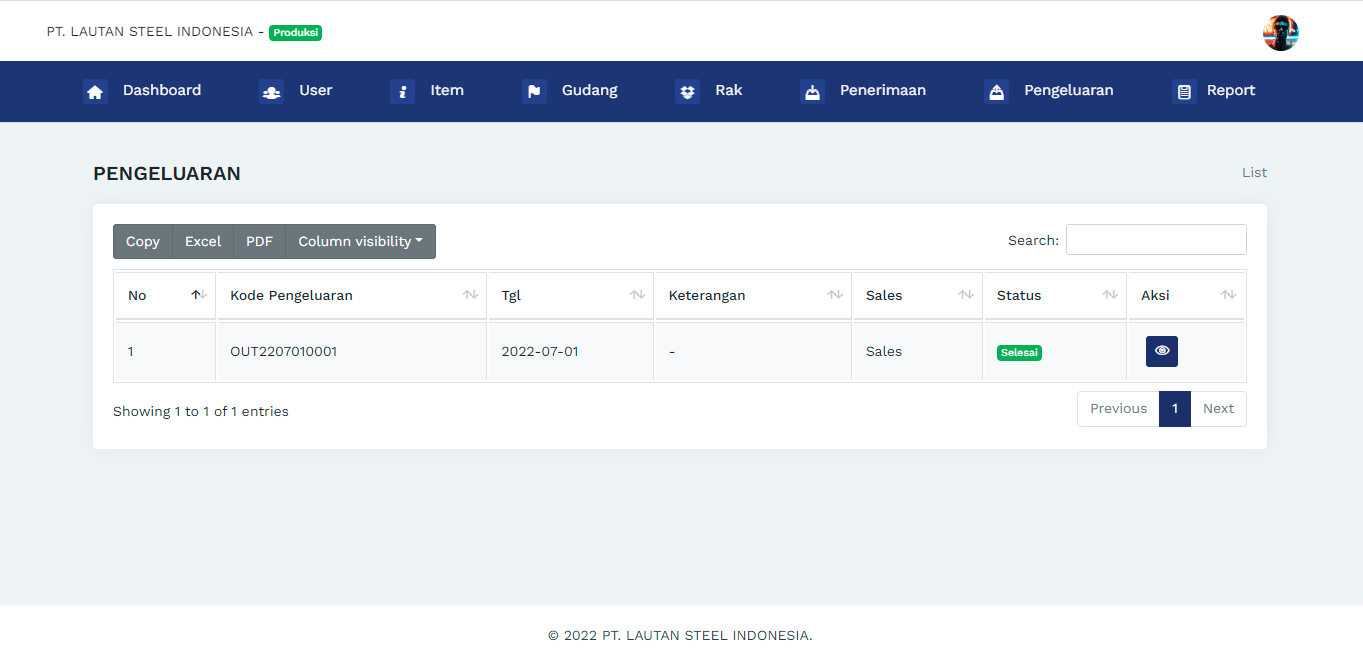 PT. LAUTAN STEEL INDONESIA - Produksi
Dashboard User Item Gudang Rak Penerimaan Pengeluaran Report
PENGELUARAN List
Copy Excel PDF Column visibility Search:
No Kode Pengeluaran Tgl Keterangan Sales Status Aksi
1 OUT2207010001 2022-07-01 - Sales Selesai
Showing 1 to 1 of 1 entries Previous 1 Next
© 2022 PT. LAUTAN STEEL INDONESIA.